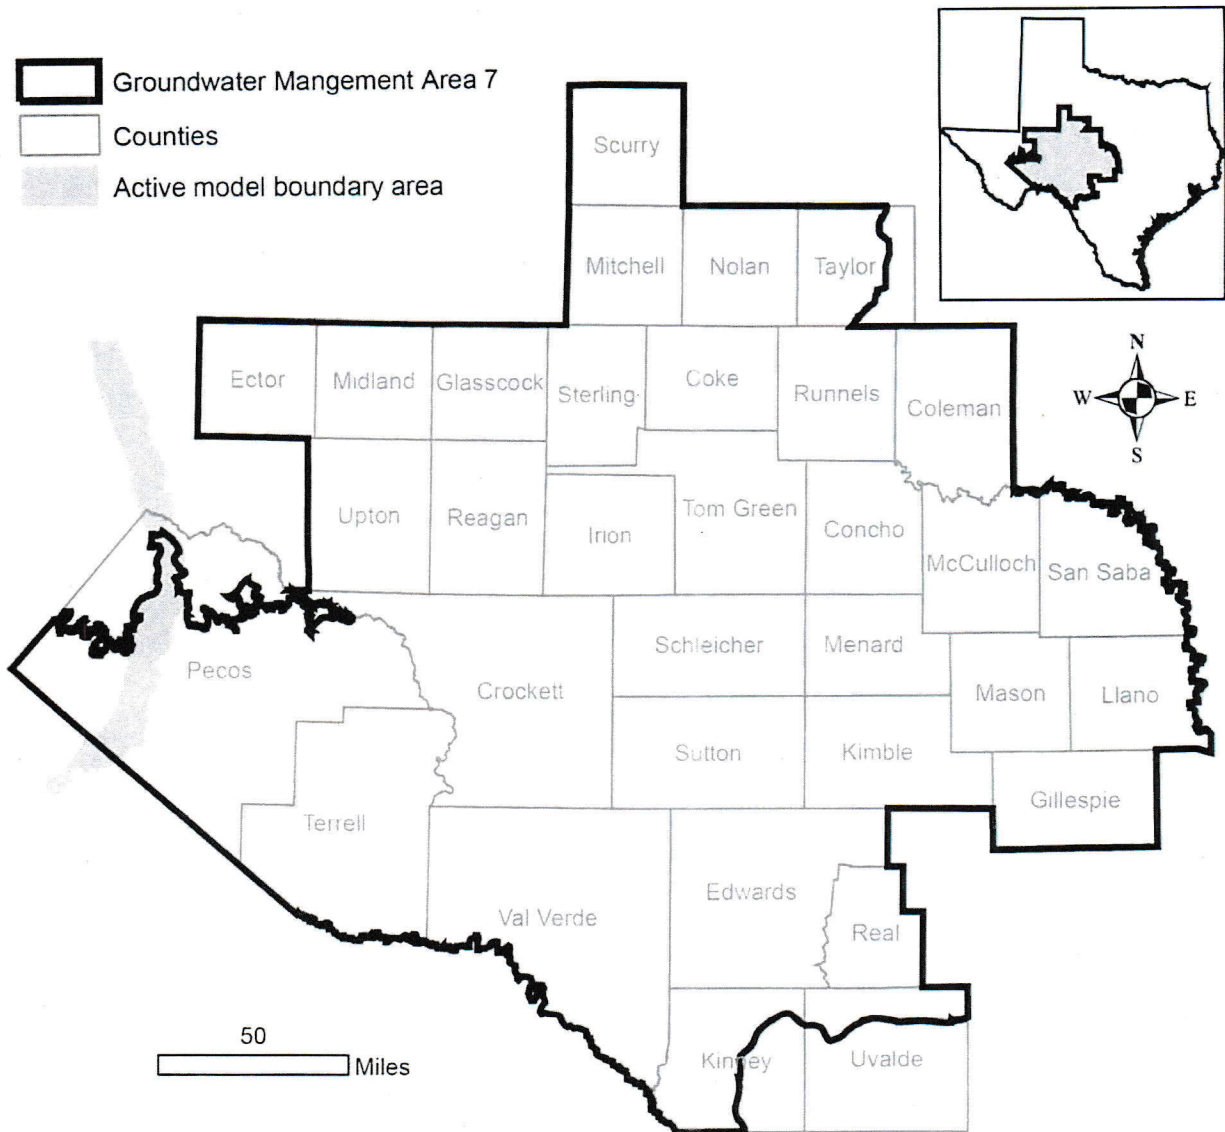 Groundwater Mangement Area 7
Counties
Active model boundary area
Scurry
Mitchell
Nolan
Taylor
Ector
Midland
Glasscock
Sterling
Coke
Runnels
Coleman
N
W
E
S
Upton
Reagan
Irion
Tom Green
Concho
McCulloch
San Saba
Pecos
Crockett
Schleicher
Menard
Mason
Llano
Sutton
Kimble
Gillespie
Terrell
Val Verde
Edwards
Real
Kinney
Uvalde
50
Miles